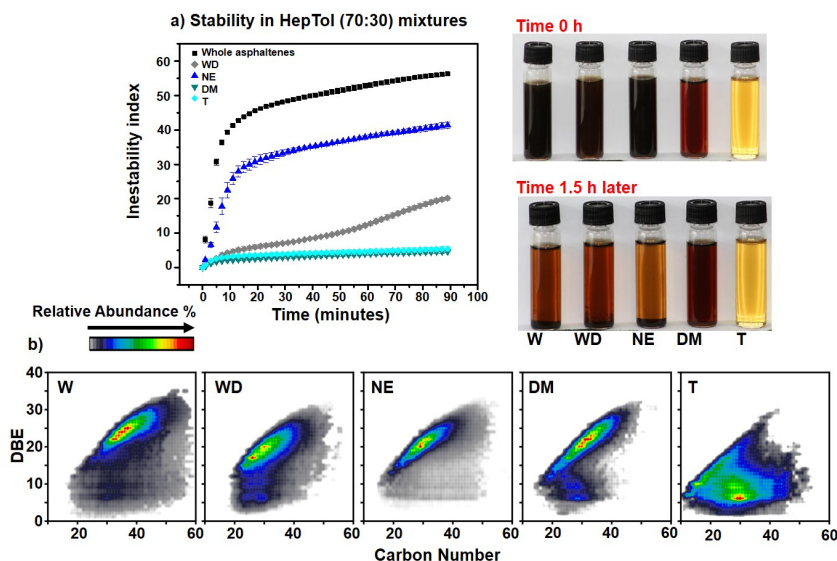 a) Stability in HepTol (70:30) mixtures
Inestability index
60
50
40
30
20
10
0
Whole asphaltenes
WD
NE
DM
T
0 10 20 30 40 50 60 70 80 90 100
Time (minutes)
Time 0 h
Time 1.5 h later
W WD NE DM T
Relative Abundance %
b)
DBE
40
30
20
10
0
W WD NE DM T
20 40 60 20 40 60 20 40 60 20 40 60 20 40 60
Carbon Number